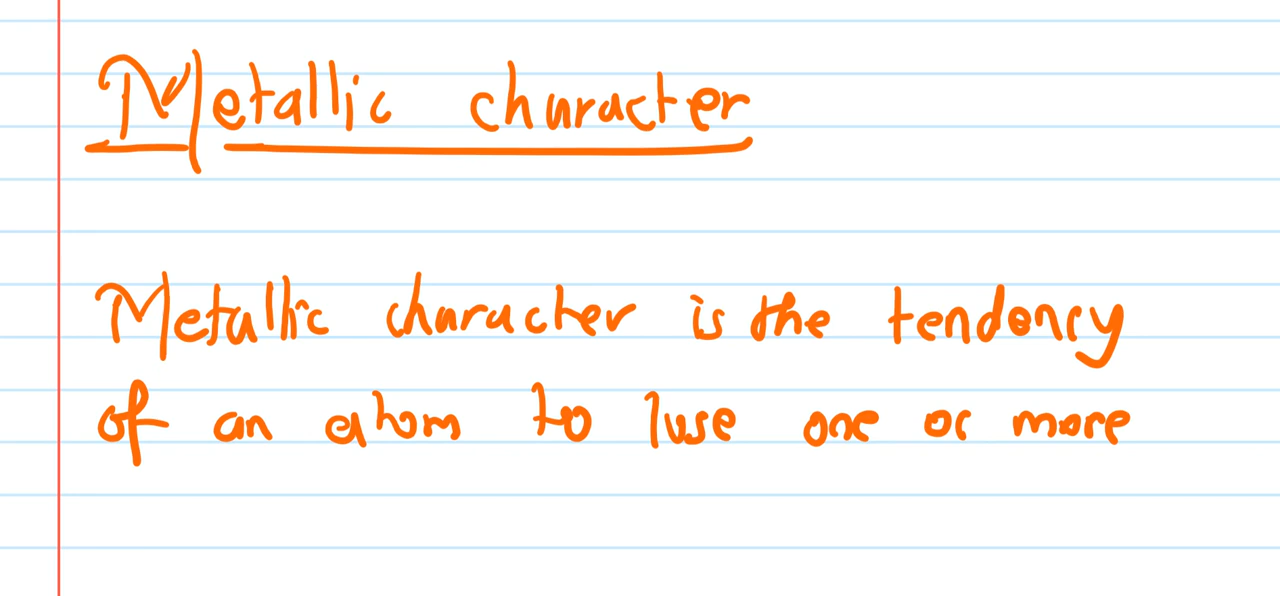 Metallic character
Metallic character is the tendency
of an atom to lose one or more